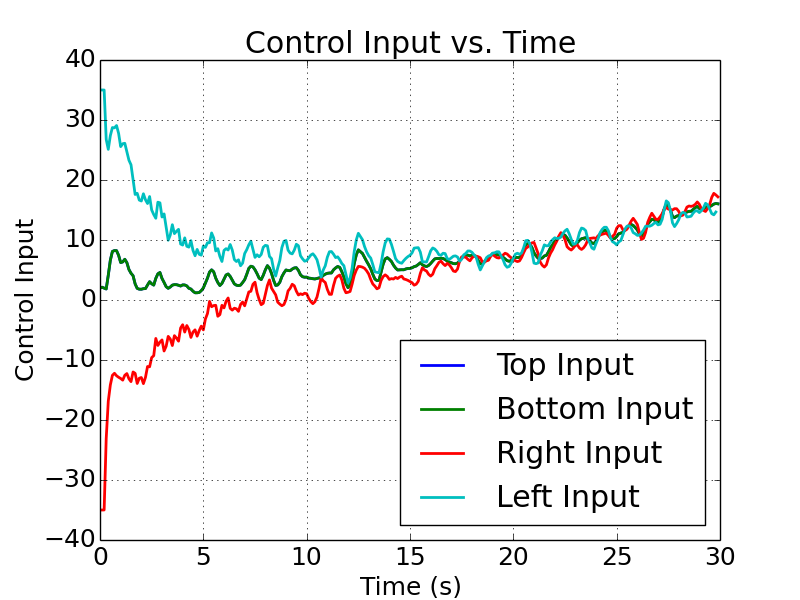 Control Input vs. Time
40
30
20
10
0
−10
−20
−30
−40
Control Input
Top Input
Bottom Input
Right Input
Left Input
0 5 10 15 20 25 30
Time (s)